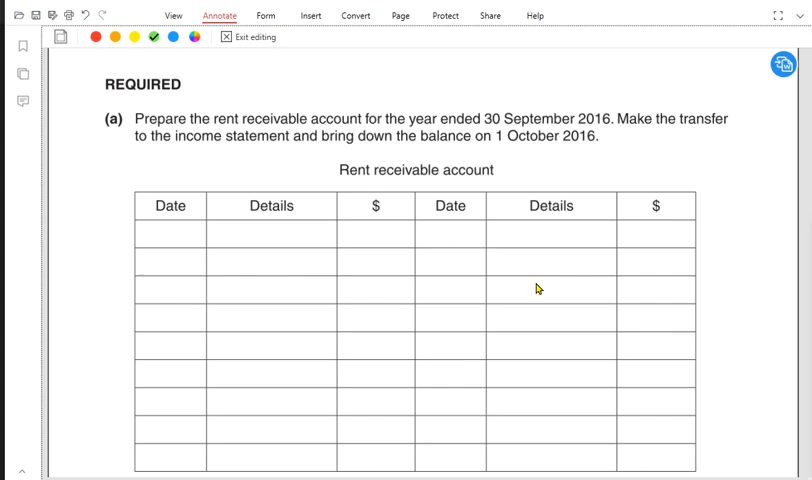 View Annotate Form Insert Convert Page Protect Share Help
Exit editing
REQUIRED
(a) Prepare the rent receivable account for the year ended 30 September 2016. Make the transfer
to the income statement and bring down the balance on 1 October 2016.
Rent receivable account
Date Details $ Date Details $